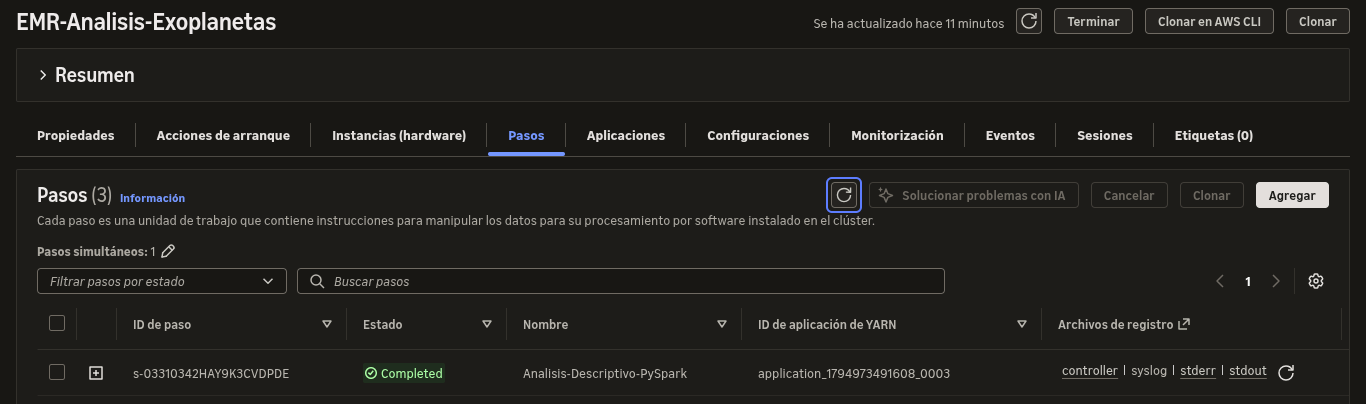 EMR-Analisis-Exoplanetas
Se ha actualizado hace 11 minutos Terminar Clonar en AWS CLI Clonar
Resumen
Propiedades Acciones de arranque Instancias (hardware) Pasos Aplicaciones Configuraciones Monitorización Eventos Sesiones Etiquetas (0)
Pasos (3) Información Solucionar problemas con IA Cancelar Clonar Agregar
Cada paso es una unidad de trabajo que contiene instrucciones para manipular los datos para su procesamiento por software instalado en el clúster.
Pasos simultáneos: 1
Filtrar pasos por estado Buscar pasos 1
ID de paso Estado Nombre ID de aplicación de YARN Archivos de registro
s-03310342HAY9K3CVDPDE Completed Analisis-Descriptivo-PySpark application_1794973491608_0003 controller | syslog | stderr | stdout